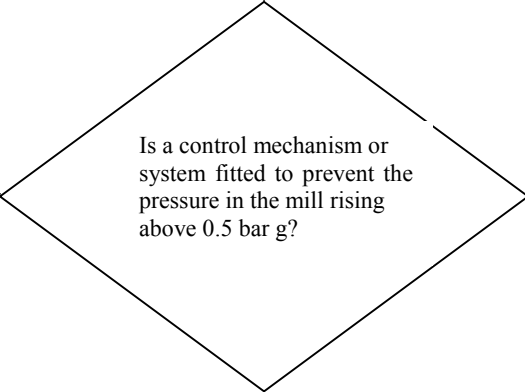 Is a control mechanism or
system fitted to prevent the
pressure in the mill rising
above 0.5 bar g?